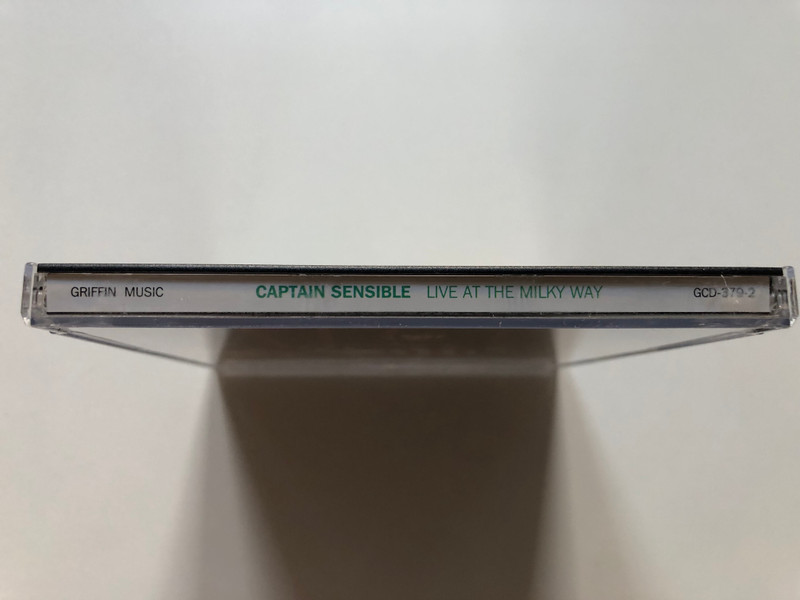 GRIFFIN MUSIC CAPTAIN SENSIBLE LIVE AT THE MILKY WAY GCD-379-2